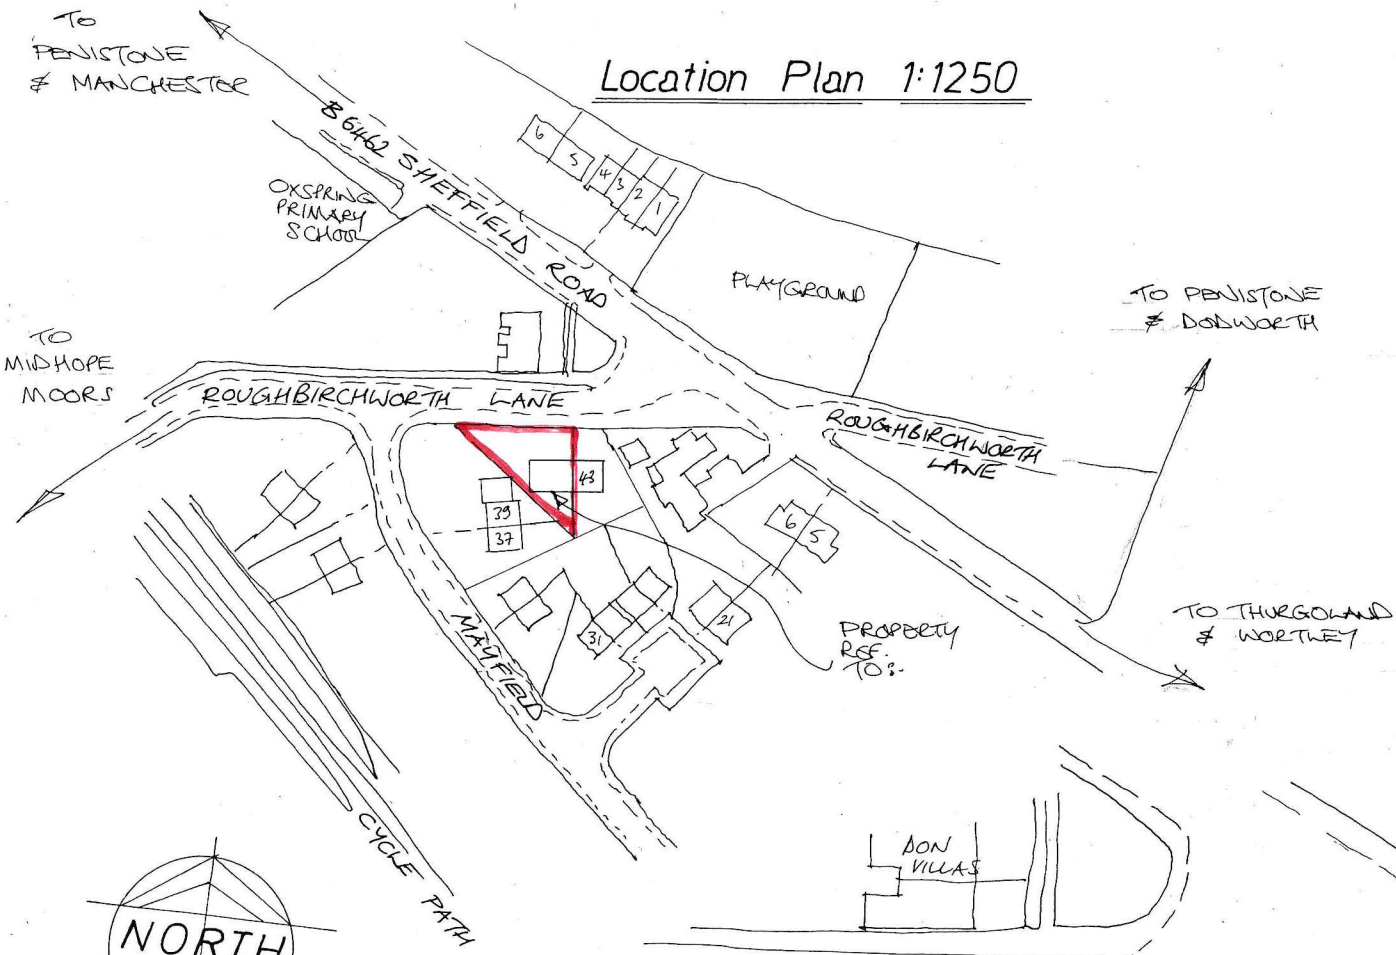 TO
PENISTONE
& MANCHESTER
Location Plan 1:1250
B6462 SHEFFIELD ROAD
6
5
4
3
2
1
OXSPRING
PRIMARY
SCHOOL
PLAYGROUND
TO PENISTONE
& DODWORTH
TO
MIDHOPE
MOORS
ROUGHBIRCHWORTH LANE
ROUGHBIRCHWORTH
LANE
43
39
37
6
5
21
31
MAYFIELD
PROPERTY
REF.
TO:-
TO THURGOLAND
& WORTLEY
CYCLE PATH
DON
VILLAS
NORTH